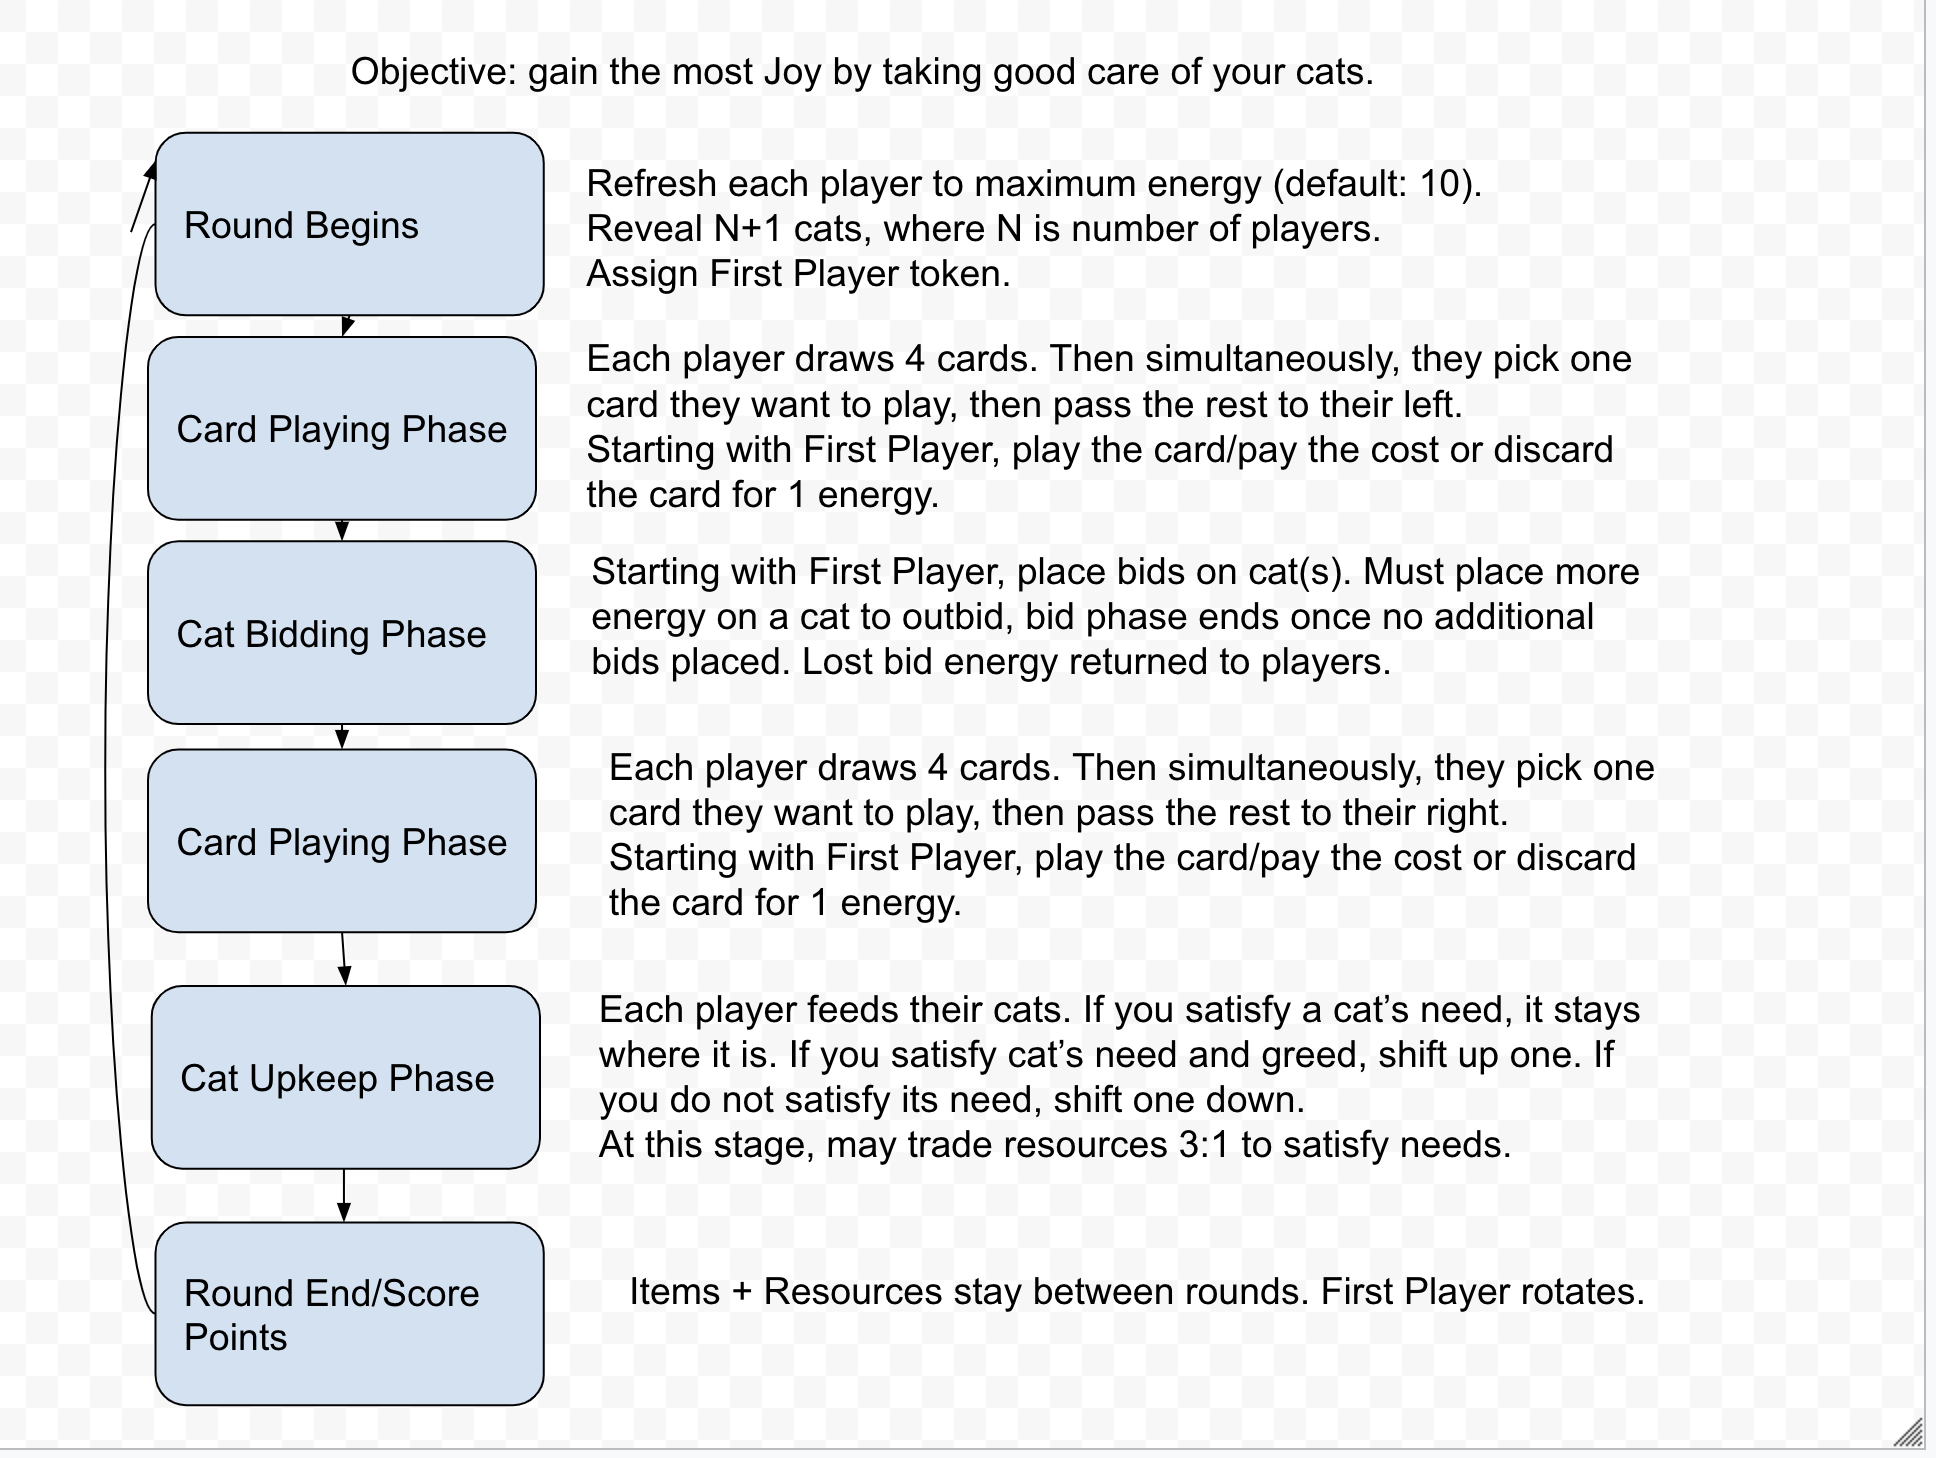 Objective: gain the most Joy by taking good care of your cats.
Round Begins
Refresh each player to maximum energy (default: 10).
Reveal N+1 cats, where N is number of players.
Assign First Player token.
Card Playing Phase
Each player draws 4 cards. Then simultaneously, they pick one
card they want to play, then pass the rest to their left.
Starting with First Player, play the card/pay the cost or discard
the card for 1 energy.
Cat Bidding Phase
Starting with First Player, place bids on cat(s). Must place more
energy on a cat to outbid, bid phase ends once no additional
bids placed. Lost bid energy returned to players.
Card Playing Phase
Each player draws 4 cards. Then simultaneously, they pick one
card they want to play, then pass the rest to their right.
Starting with First Player, play the card/pay the cost or discard
the card for 1 energy.
Cat Upkeep Phase
Each player feeds their cats. If you satisfy a cat’s need, it stays
where it is. If you satisfy cat’s need and greed, shift up one. If
you do not satisfy its need, shift one down.
At this stage, may trade resources 3:1 to satisfy needs.
Round End/Score
Points
Items + Resources stay between rounds. First Player rotates.